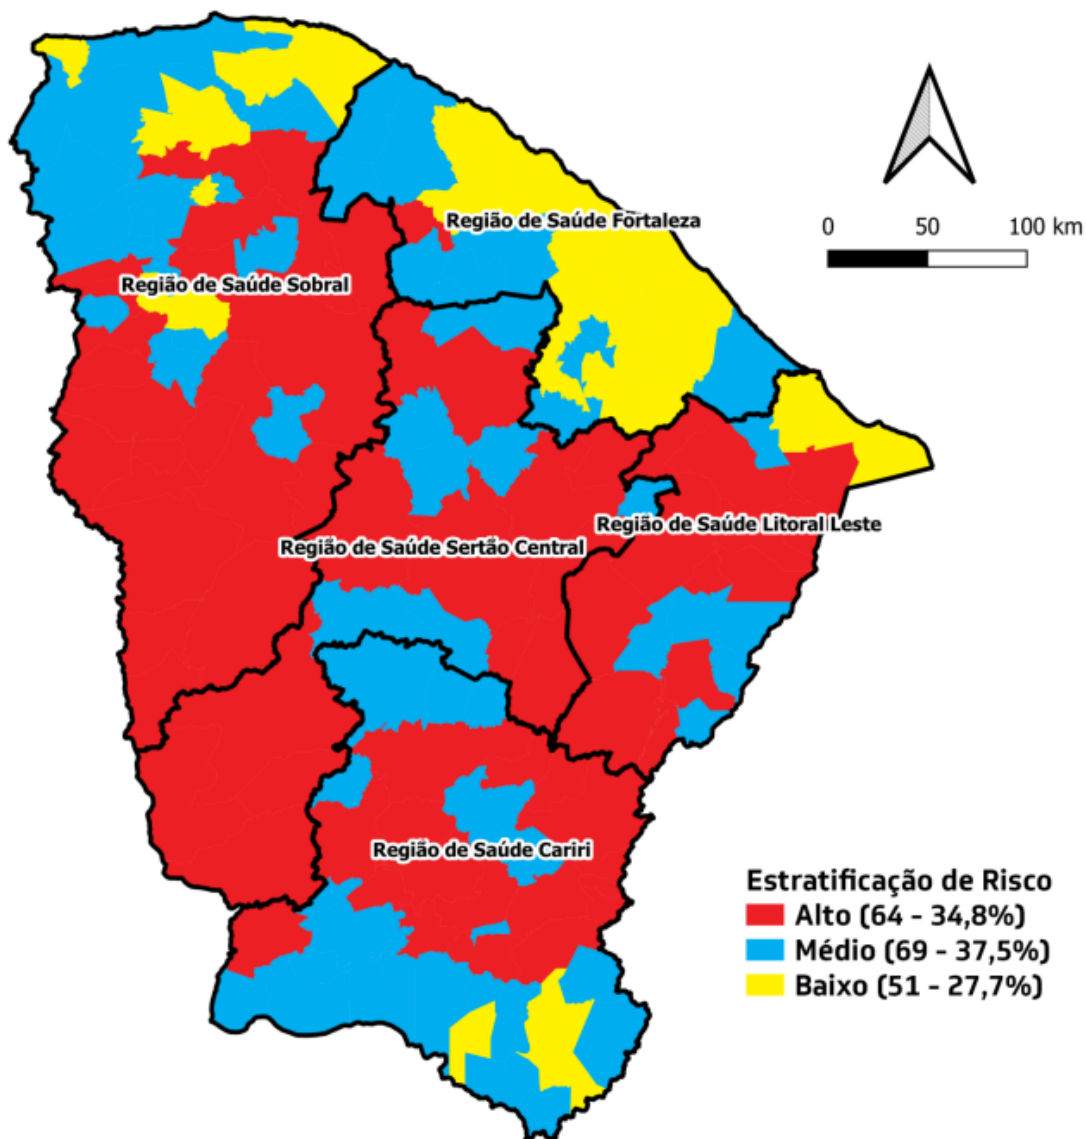 Região de Saúde Fortaleza
0 50 100 km
Região de Saúde Sobral
Região de Saúde Litoral Leste
Região de Saúde Sertão Central
Região de Saúde Cariri
Estratificação de Risco
Alto (64 - 34,8%)
Médio (69 - 37,5%)
Baixo (51 - 27,7%)